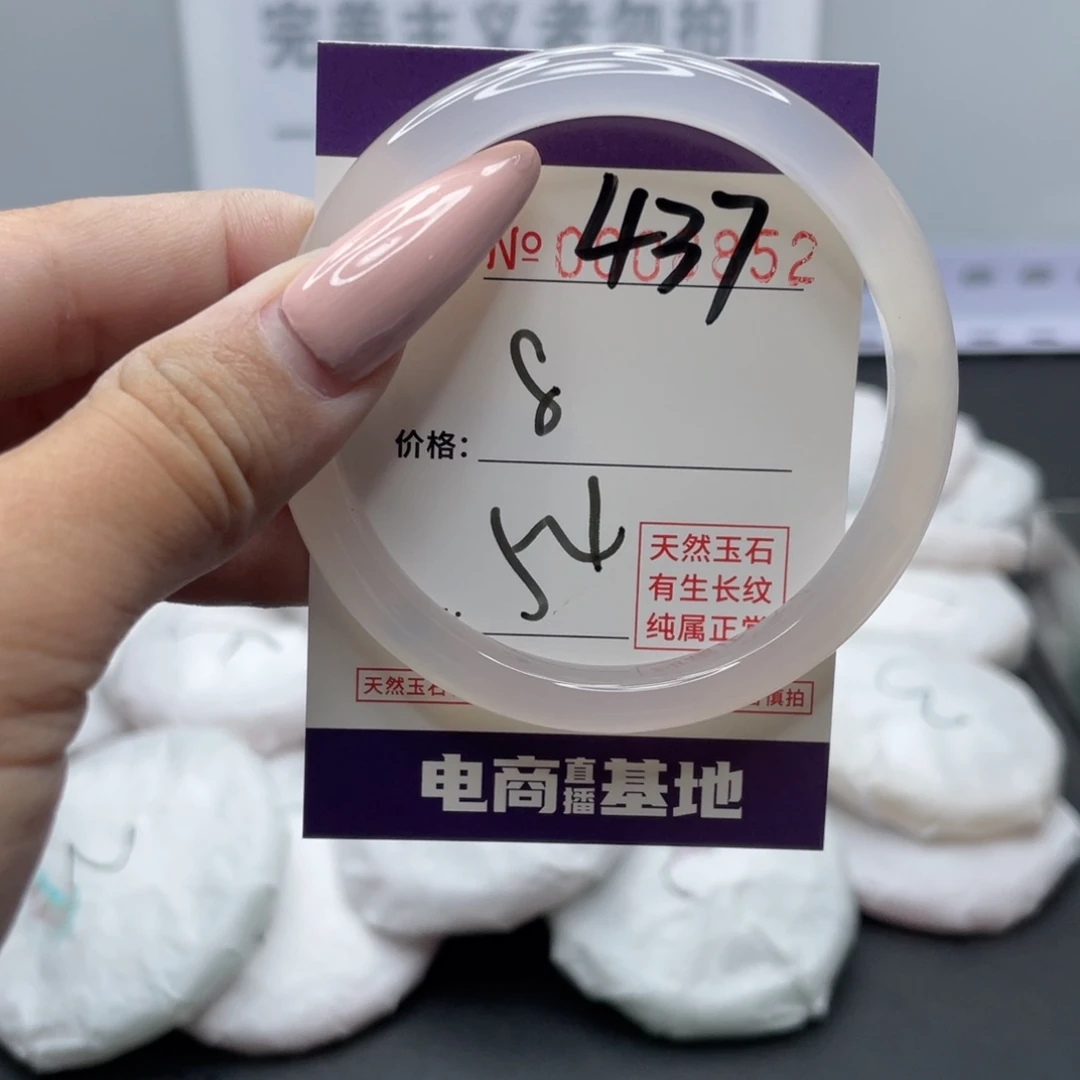 完美主义者勿拍!
437
№ 0000852
8
价格:
54
天然玉石
有生长纹
纯属正常
天然玉石
慎拍
电商直播基地